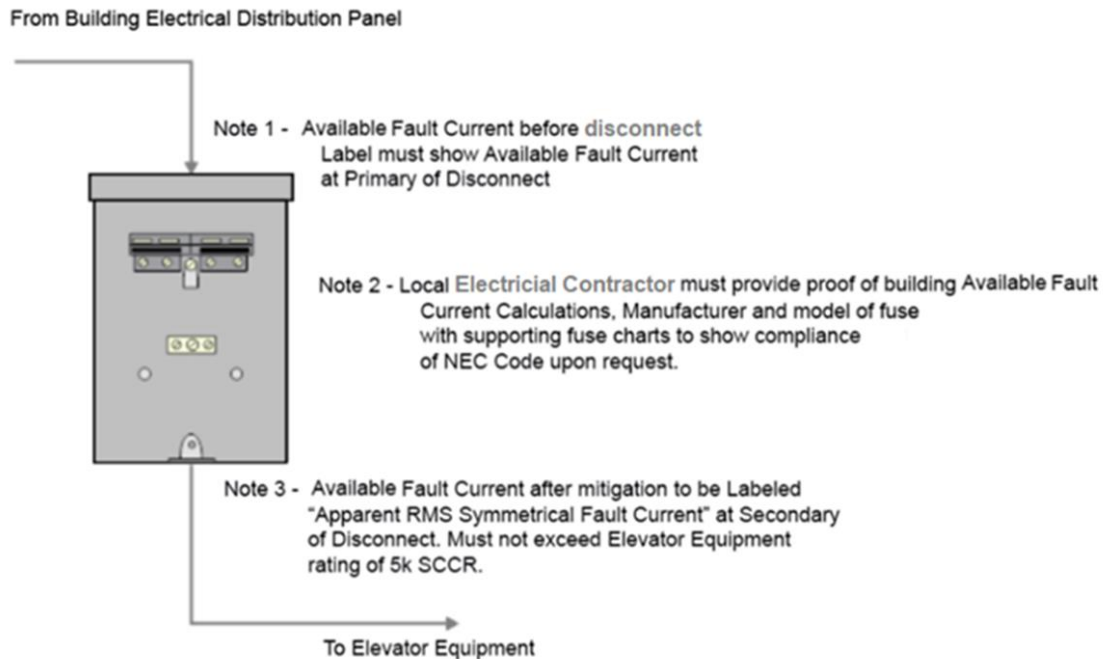 From Building Electrical Distribution Panel
Note 1 - Available Fault Current before disconnect
Label must show Available Fault Current
at Primary of Disconnect
Note 2 - Local Electricial Contractor must provide proof of building Available Fault
Current Calculations, Manufacturer and model of fuse
with supporting fuse charts to show compliance
of NEC Code upon request.
Note 3 - Available Fault Current after mitigation to be Labeled
“Apparent RMS Symmetrical Fault Current” at Secondary
of Disconnect. Must not exceed Elevator Equipment
rating of 5k SCCR.
To Elevator Equipment